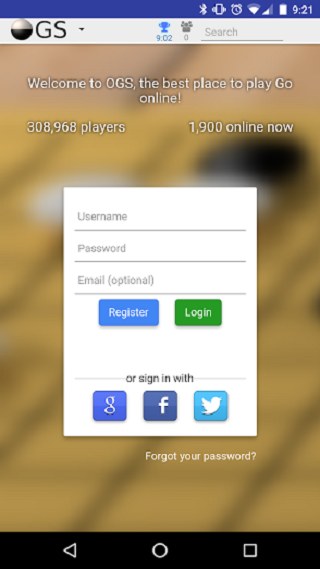 9:21
OGS
9:02
0
Search
Welcome to OGS, the best place to play Go
online!
308,968 players
1,900 online now
Username
Password
Email (optional)
Register
Login
or sign in with
g
f
Forgot your password?